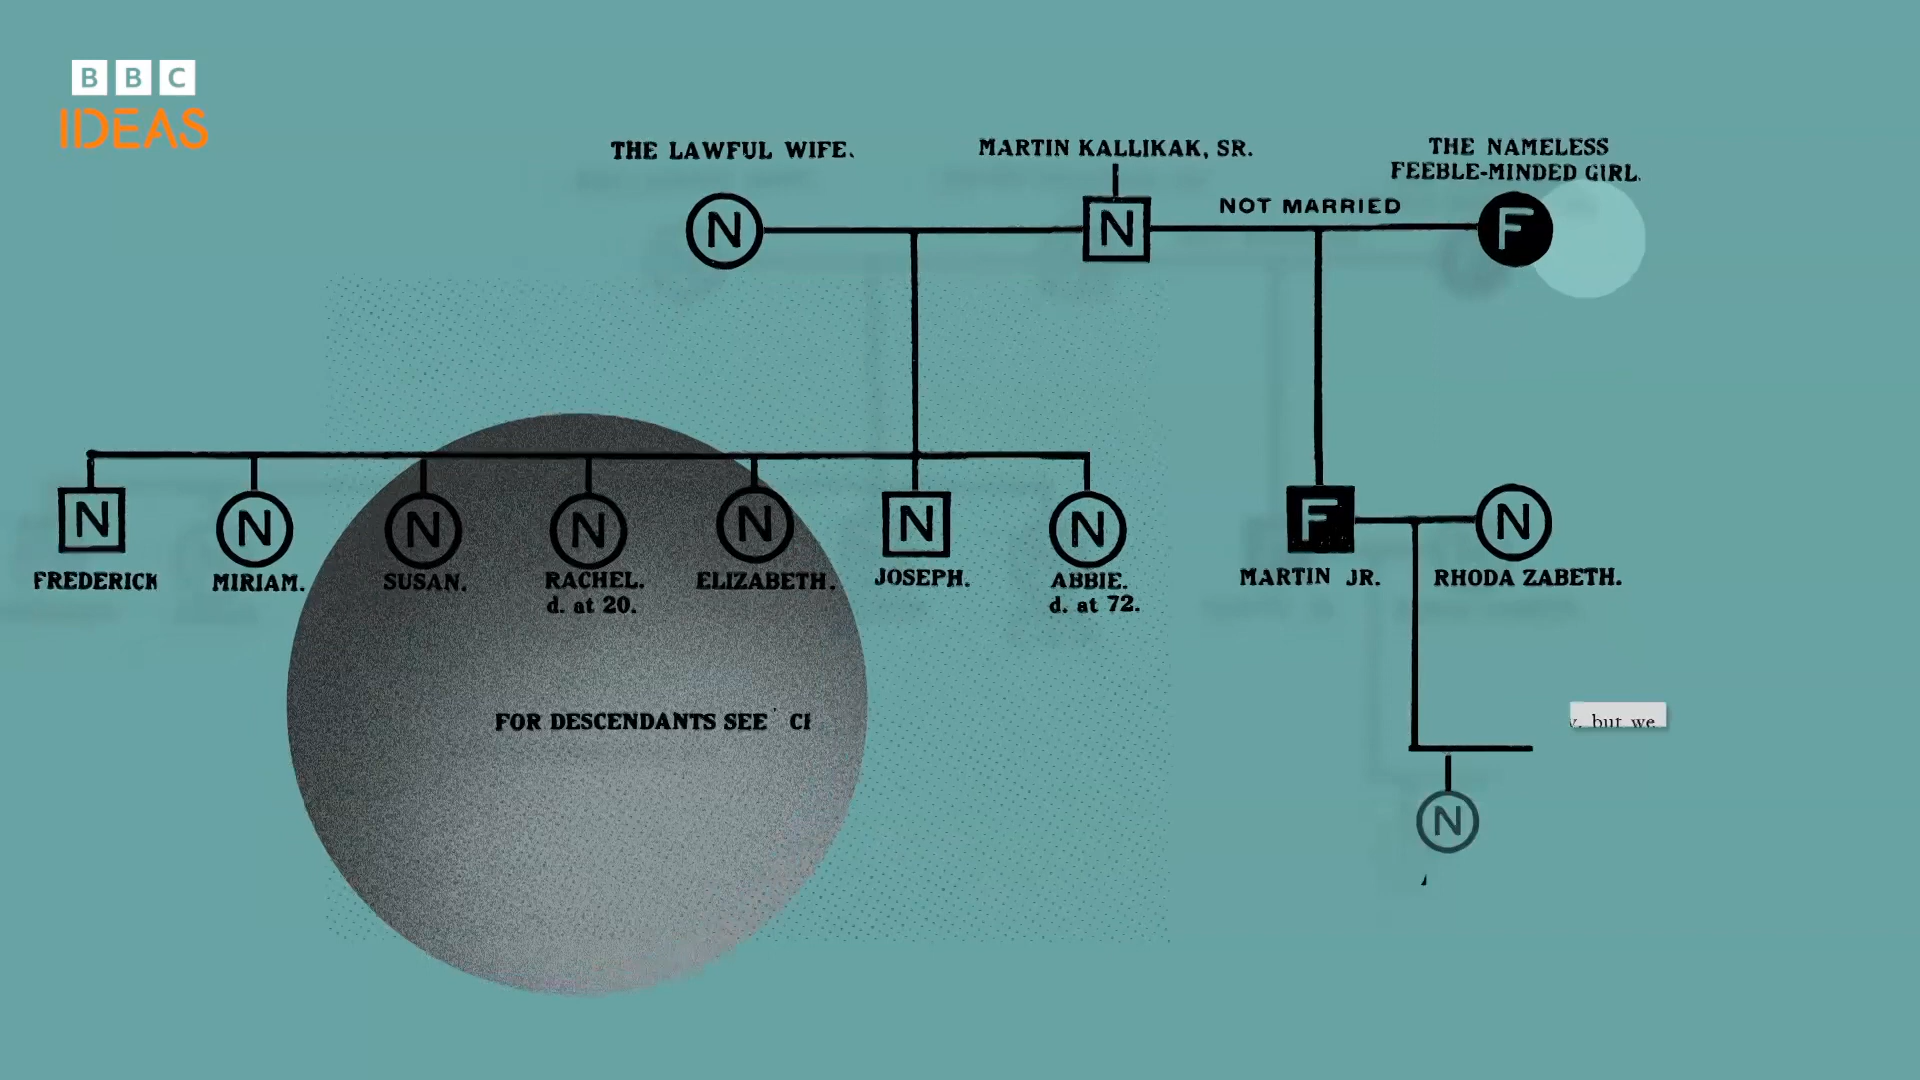 BBC
IDEAS
THE LAWFUL WIFE.
MARTIN KALLIKAK, SR.
THE NAMELESS
FEEBLE-MINDED GIRL.
NOT MARRIED
N
N
F
N
N
N
N
N
N
N
F
N
FREDERICK
MIRIAM.
SUSAN.
RACHEL.
d. at 20.
ELIZABETH.
JOSEPH.
ABBIE.
d. at 72.
MARTIN JR.
RHODA ZABETH.
FOR DESCENDANTS SEE
but we
N